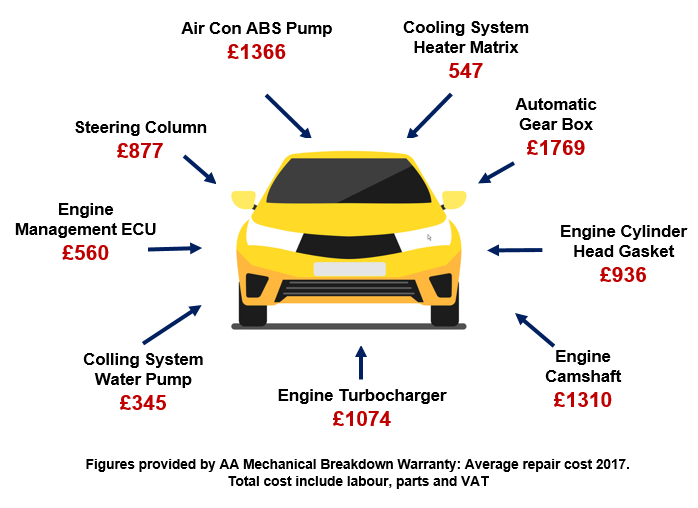 Air Con ABS Pump
£1366
Cooling System
Heater Matrix
547
Automatic
Gear Box
£1769
Steering Column
£877
Engine
Management ECU
£560
Engine Cylinder
Head Gasket
£936
Colling System
Water Pump
£345
Engine Turbocharger
£1074
Engine
Camshaft
£1310
Figures provided by AA Mechanical Breakdown Warranty: Average repair cost 2017.
Total cost include labour, parts and VAT